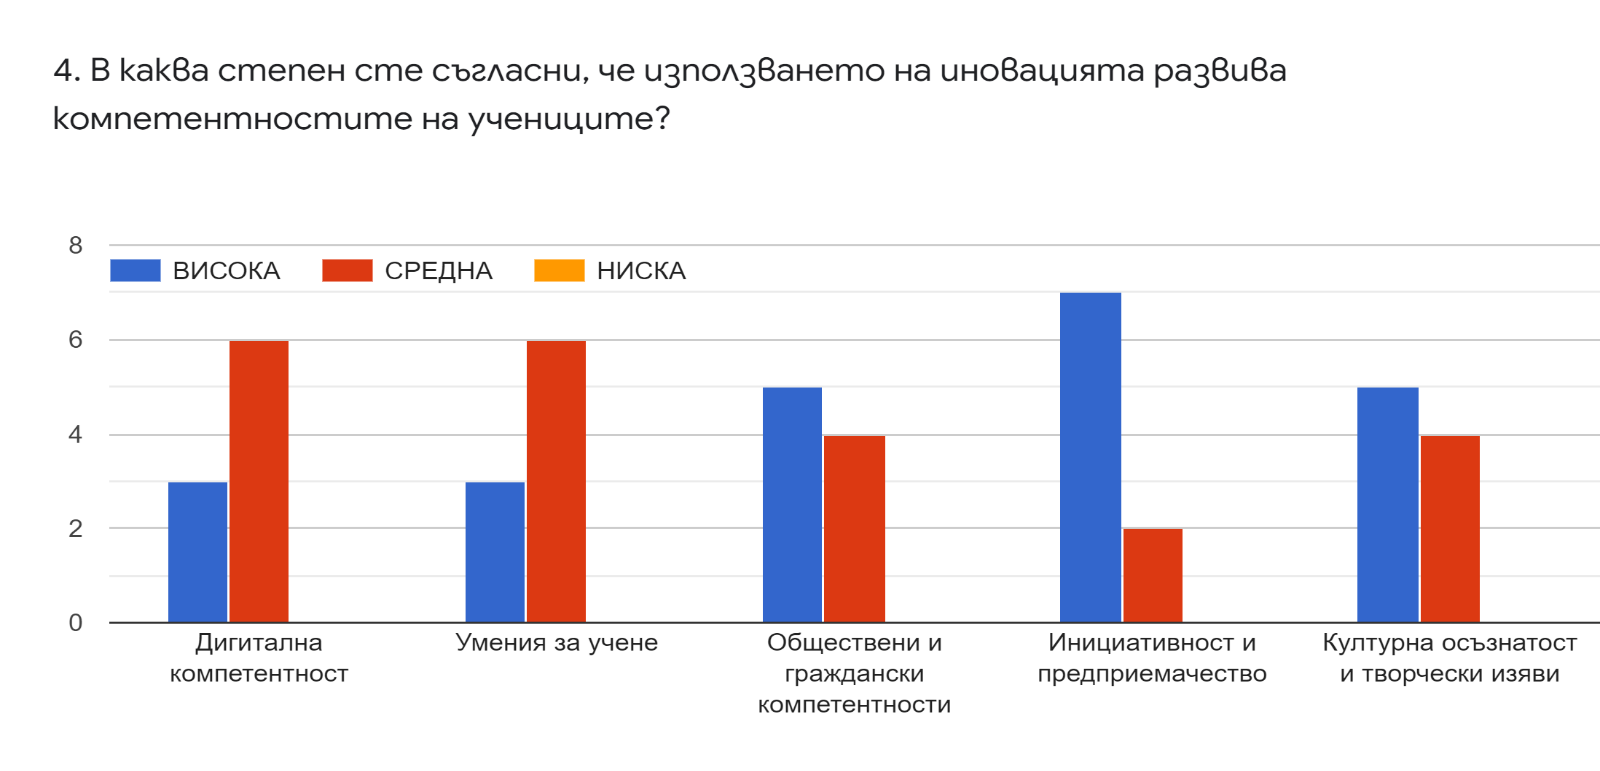 4. В каква степен сте съгласни, че използването на иновацията развива
компетентностите на учениците?
8
ВИСОКА СРЕДНА НИСКА
6
4
2
0
Дигитална
компетентност
Умения за учене
Обществени и
граждански
компетентности
Инициативност и
предприемачество
Културна осъзнатост
и творчески изяви